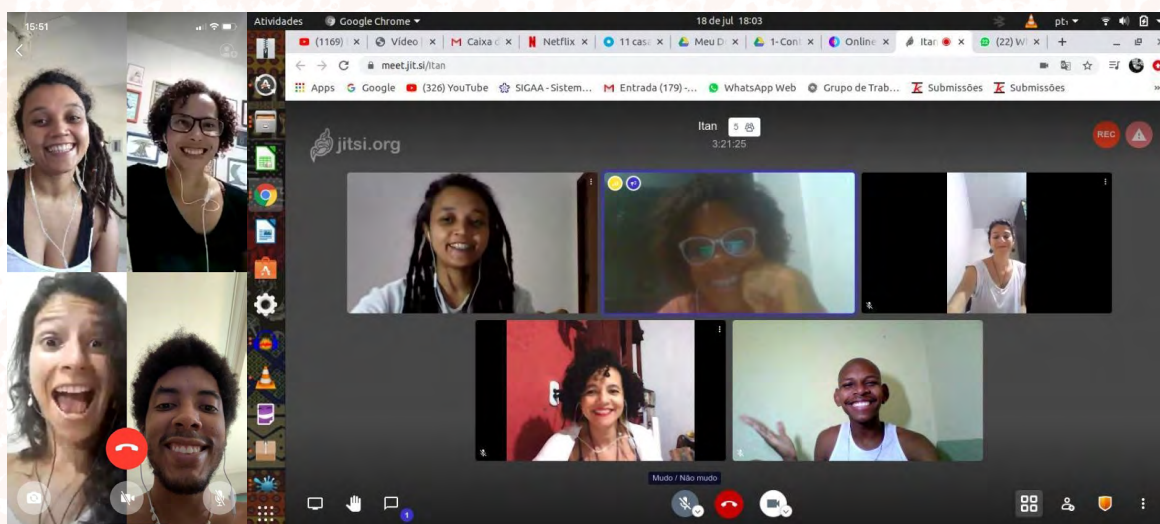 15:51
Atividades
Google Chrome
18 de jul 18:03
pt₁
(1169)
Vídeo
M Caixa d
Netflix
11 casa
Meu D
1-Con
Online
Itan
(22) W
meet.jit.si/Itan
Apps
Google
(326) YouTube
SIGAA - Sistem...
Entrada (179) -...
WhatsApp Web
Grupo de Trab...
Submissões
Submissões
jitsi.org
Itan
5
3:21:25
REC
Mudo / Não mudo
1